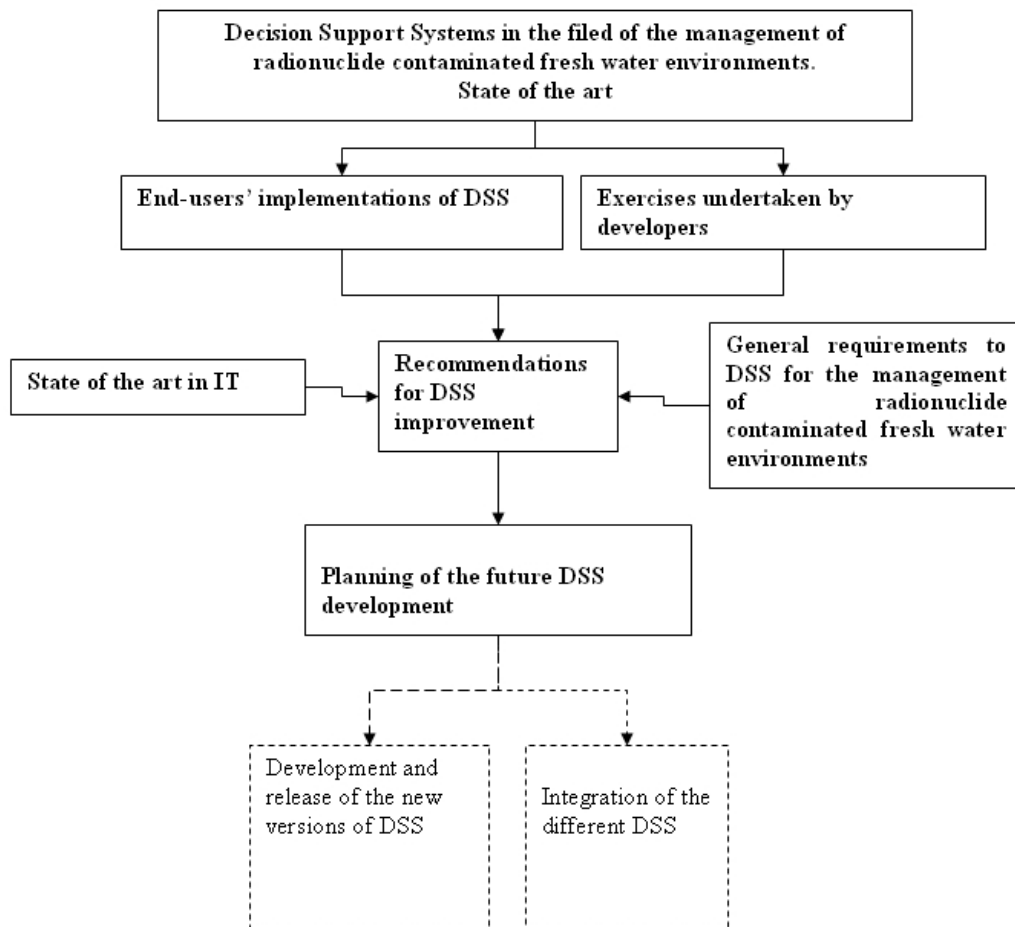 Decision Support Systems in the filed of the management of
radionuclide contaminated fresh water environments.
State of the art
End-users’ implementations of DSS
Exercises undertaken by
developers
State of the art in IT
Recommendations
for DSS
improvement
General requirements to
DSS for the management
of radionuclide
contaminated fresh water
environments
Planning of the future DSS
development
Development and
release of the new
versions of DSS
Integration of the
different DSS